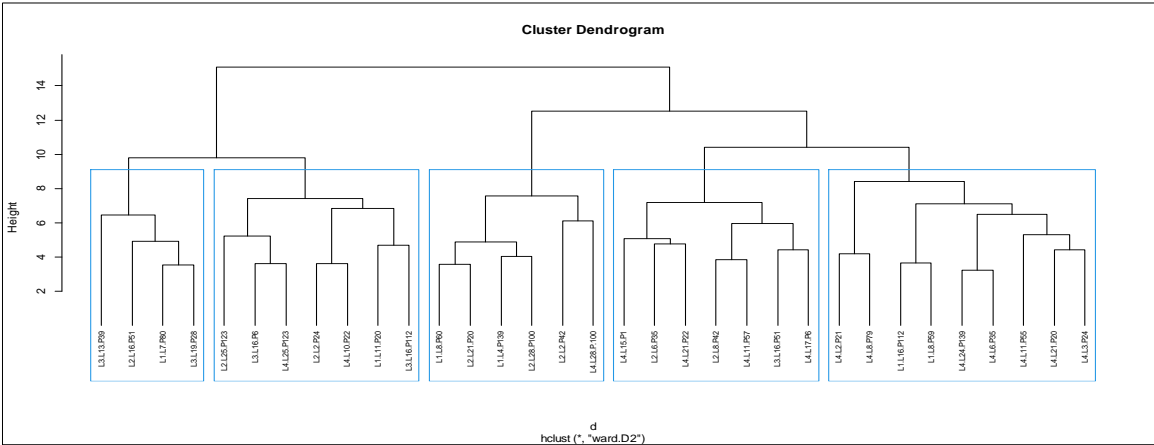 Cluster Dendrogram
Height
14
12
10
8
6
4
2
L3.L13.P39
L2.L16.P51
L1.L7.P80
L3.L19.P28
L2.L25.P123
L3.L16.P6
L4.L25.P123
L2.L2.P24
L4.L10.P22
L1.L11.P20
L3.L16.P112
L1.L8.P60
L2.L21.P20
L1.L4.P139
L2.L28.P100
L2.L2.P42
L4.L28.P.100
L4.L15.P1
L2.L6.P35
L4.L21.P22
L2.L8.P42
L4.L11.P57
L3.L16.P51
L4.L17.P6
L4.L2.P21
L4.L8.P79
L1.L16.P112
L1.L8.P59
L4.L24.P139
L4.L6.P35
L4.L11.P55
L4.L21.P20
L4.L3.P24
d
hclust (*, "ward.D2")